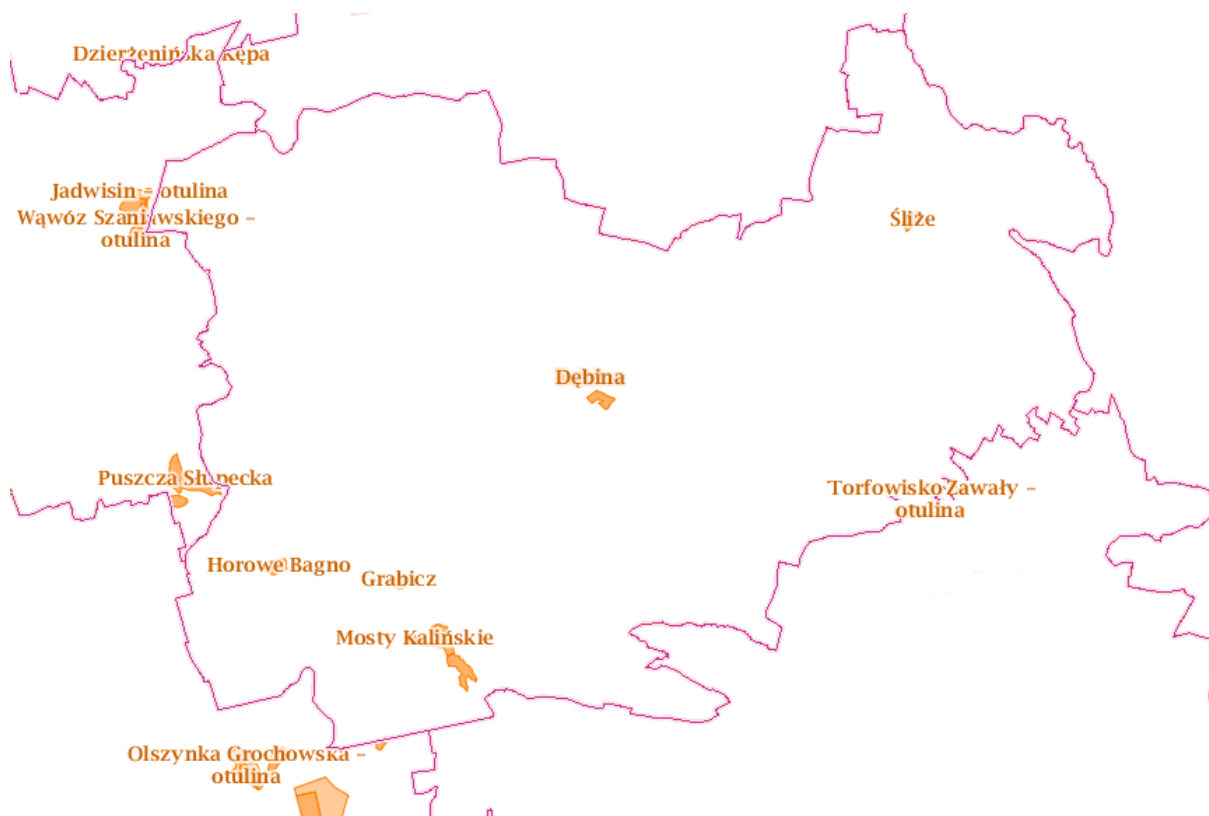 Dzierżenińska Kępa
Jadwisin – otulina
Wąwóz Szaniawskiego –
otulina
Śliże
Dębina
Puszcza Słupecka
Torfowisko Zawały –
otulina
Horowe Bagno
Grabicz
Mosty Kalińskie
Olszynka Grochowska –
otulina